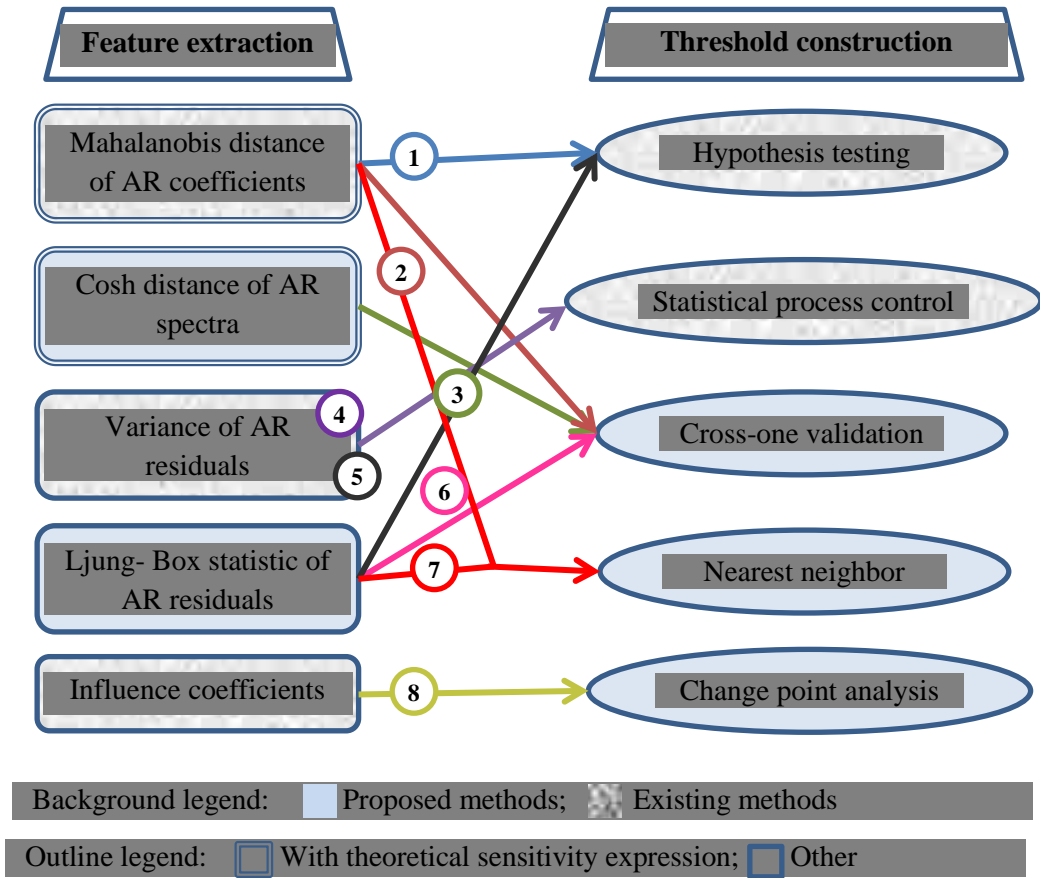 Feature extraction
Threshold construction
Mahalanobis distance
of AR coefficients
1
Hypothesis testing
Cosh distance of AR
spectra
2
Statistical process control
Variance of AR
residuals
4
5
3
Cross-one validation
6
Ljung- Box statistic of
AR residuals
7
Nearest neighbor
Influence coefficients
8
Change point analysis
Background legend: Proposed methods; Existing methods
Outline legend: With theoretical sensitivity expression; Other